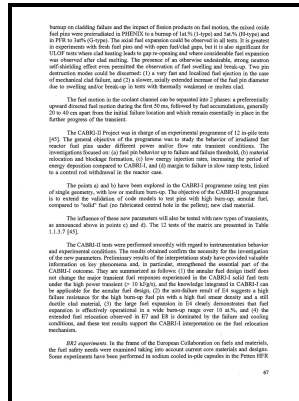 burnup on cladding failure and the impact of fission products on fuel motion, the mixed oxide
fuel pins were preirradiated in PHENIX to a burnup of 1at.% (1-type) and 5at.% (H-type) and
in PFR to 3at% (G-type). The axial fuel expansion could be observed in all tests. It is greatest
in experiments with fresh fuel pins and with open fuel/clad gaps, but it is also significant for
ULOF tests where clad heating leads to gap re-opening and where considerable fuel expansion
was observed after clad melting. The presence of an otherwise undesirable, strong neutron
self-shielding effect even permitted the observation of fuel swelling and break-up. Two pin
destruction modes could be discerned: (1) a very fast and localized fuel ejection in the case
of mechanical clad failure, and (2) a slower, axially extended increase of the fuel pin diameter
due to swelling and/or break-up in tests with thermally weakened or molten clad.
The fuel motion in the coolant channel can be separated into 2 phases: a preferentially
upward directed fuel motion during the first 50 ms, followed by fuel accumulations, generally
20 to 40 cm apart from the initial failure location and which remain essentially in place in the
further progress of the transient.
The CABRI-II Project was in charge of an experimental programme of 12 in-pile tests
[45]. The general objective of the programme was to study the behaviour of irradiated fast
reactor fuel pins under different power and/or flow rate transient conditions. The
investigations focused on: (a) fuel pin behavior up to failure and failure threshold, (b) material
relocation and blockage formation, (c) low energy injection rates, increasing the period of
energy deposition compared to CABRI-I, and (d) margin to failure in slow ramp tests, linked
to a control rod withdrawal in the reactor case.
The points a) and b) have been explored in the CABRI-I programme using test pins
of single geometry, with low or medium burn-up. The objective of the CABRI-II programme
is to extend the validation of code models to test pins with high burn-up; annular fuel,
compared to "solid" fuel (no fabricated central hole in the pellets); new clad material.
The influence of these new parameters will also be tested with new types of transients,
as announced above in points c) and d). The 12 tests of the matrix are presented in Table
1.1.3.7 [45].
The CABRI-II tests were performed smoothly with regard to instrumentation behavior
and experimental conditions. The results obtained confirm the necessity for the investigation
of the new parameters. Preliminary results of the interpretation study have provided valuable
information on key phenomena and, in particular, strengthened the essential part of the
CABRI-I outcome. They are summarized as follows: (1) the annular fuel design itself does
not change the major transient fuel responses experienced in the CABRI-I solid fuel tests
under the high power transient (> 10 kJ/g/s), and the knowledge integrated in CABRI-I can
be applicable for the annular fuel design, (2) the non-failure result of E4 suggests a high
failure resistance for the high burn-up fuel pin with a high fuel smear density and a still
ductile clad material, (3) the large fuel expansion in E4 clearly demonstrates that fuel
expansion is effectively operational in a wide burn-up range over 10 at.%, and (4) the
extended fuel relocation observed in E7 and E8 is dominated by the failure and cooling
conditions, and these test results support the CABRI-I interpretation on the fuel relocation
mechanism.
BR2 experiments. In the frame of the European Collaboration on fuels and materials,
the fuel safety needs were examined taking into account current core materials and designs.
Some experiments have been performed in sodium cooled in-pile capsules in the Petten HFR
67